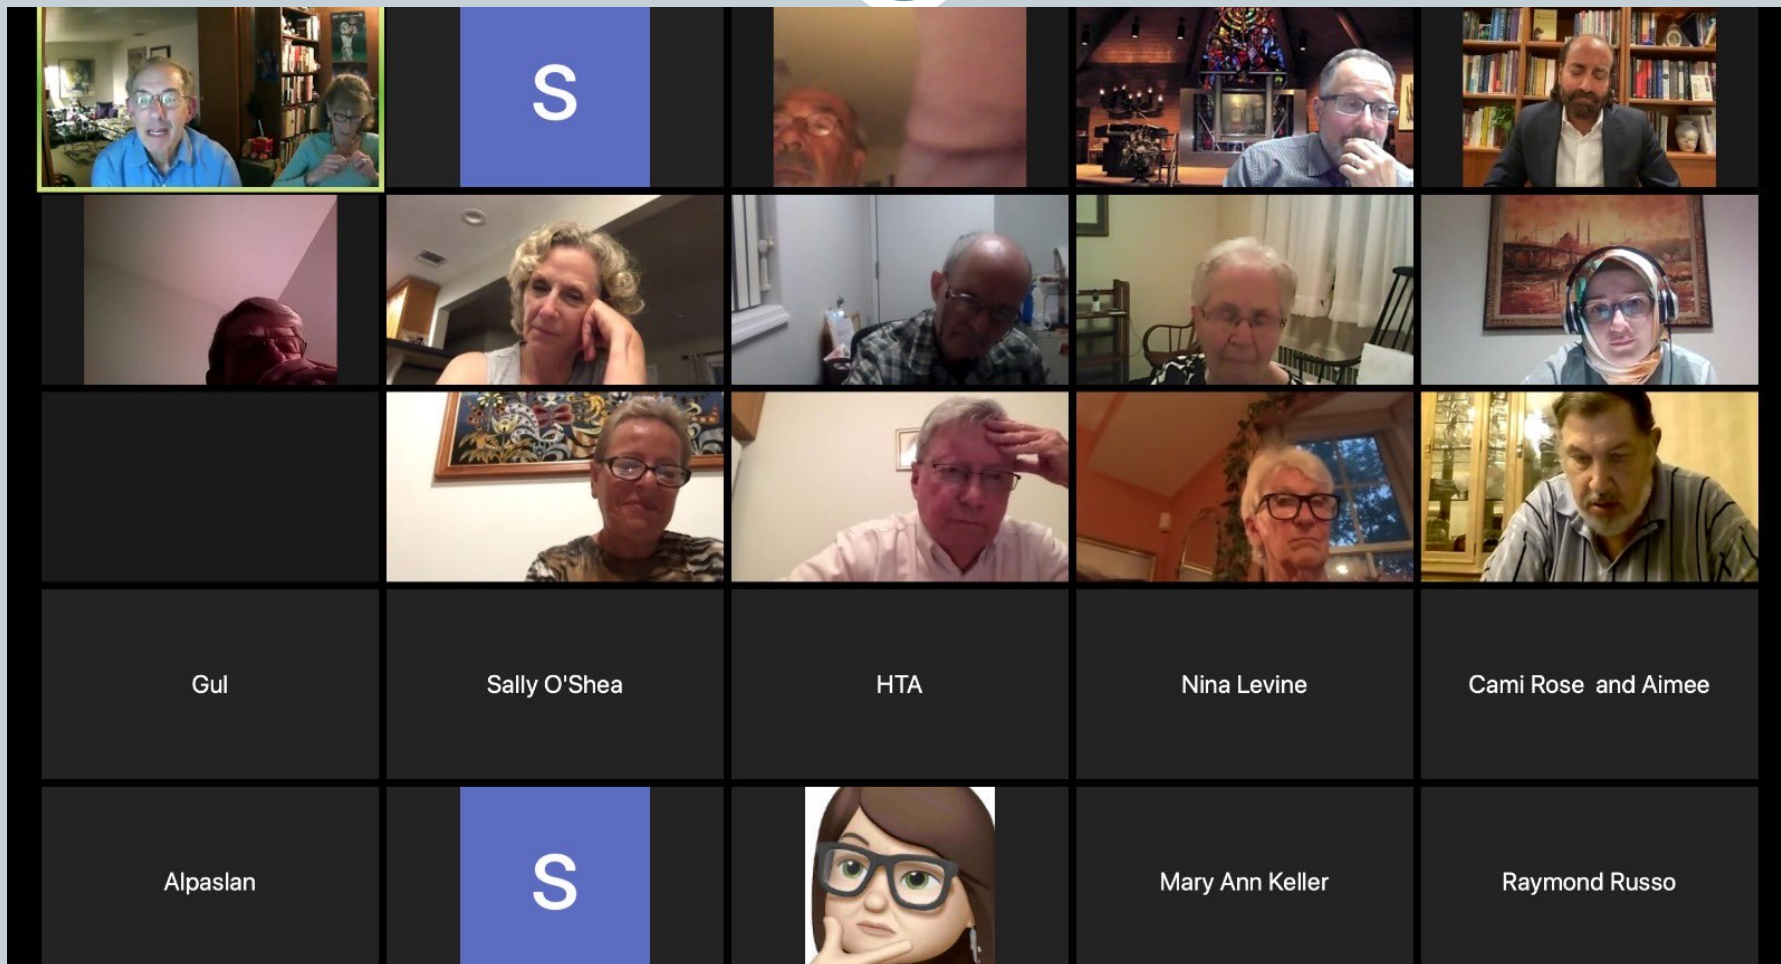 S
Gul
Sally O'Shea
HTA
Nina Levine
Cami Rose and Aimee
Alpaslan
S
Mary Ann Keller
Raymond Russo